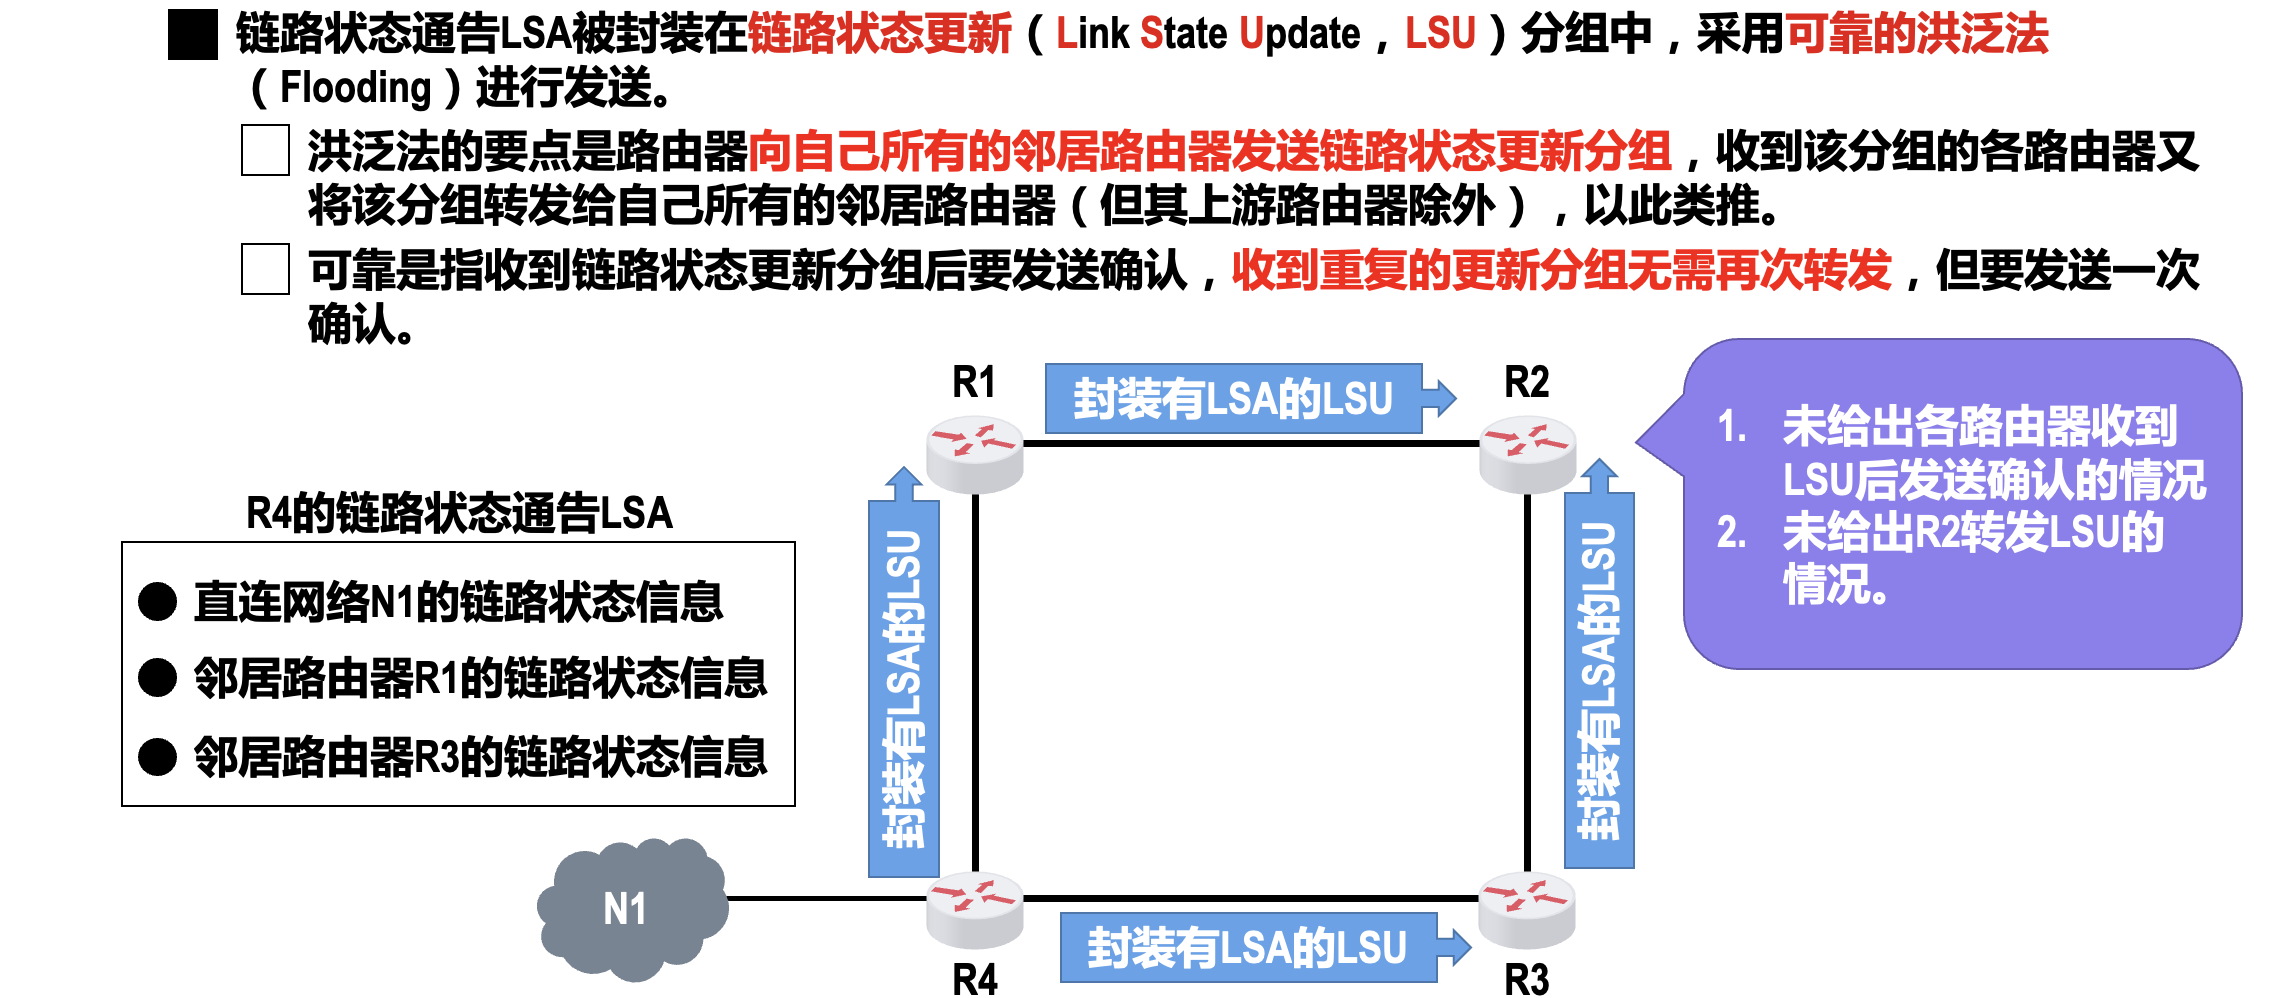 链路状态通告LSA被封装在链路状态更新（Link State Update，LSU）分组中，采用可靠的洪泛法
（Flooding）进行发送。
洪泛法的要点是路由器向自己所有的邻居路由器发送链路状态更新分组，收到该分组的各路由器又
将该分组转发给自己所有的邻居路由器（但其上游路由器除外），以此类推。
可靠是指收到链路状态更新分组后要发送确认，收到重复的更新分组无需再次转发，但要发送一次
确认。
R1
封装有LSA的LSU
R2
1. 未给出各路由器收到
LSU后发送确认的情况
2. 未给出R2转发LSU的
情况。
R4的链路状态通告LSA
直连网络N1的链路状态信息
邻居路由器R1的链路状态信息
邻居路由器R3的链路状态信息
封装有LSA的LSU
封装有LSA的LSU
N1
封装有LSA的LSU
R4
R3